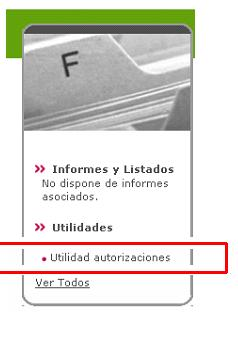 F
Informes y Listados
No dispone de informes
asociados.
Utilidades
Utilidad autorizaciones
Ver Todos